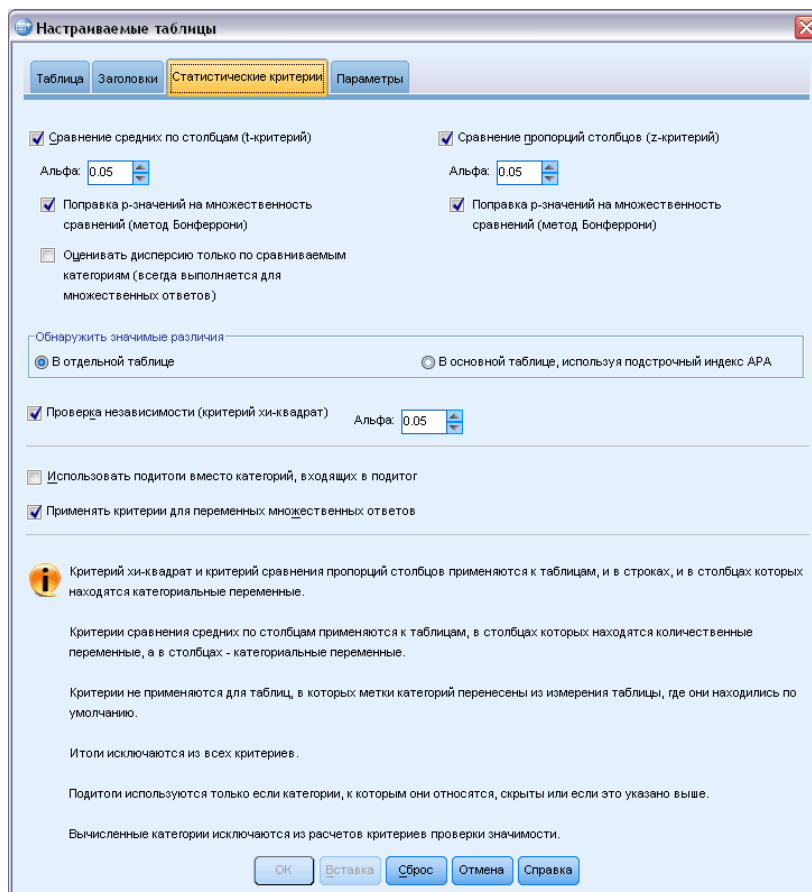 Настраиваемые таблицы
Таблица Заголовки Статистические критерии Параметры
Сравнение средних по столбцам (t-критерий)
Сравнение пропорций столбцов (z-критерий)
Альфа: 0.05
Альфа: 0.05
Поправка p-значений на множественность
сравнений (метод Бонферрони)
Поправка p-значений на множественность
сравнений (метод Бонферрони)
Оценивать дисперсию только по сравниваемым
категориям (всегда выполняется для
множественных ответов)
Обнаружить значимые различия
В отдельной таблице
В основной таблице, используя подстрочный индекс APA
Проверка независимости (критерий хи-квадрат)
Альфа: 0.05
Использовать подитоги вместо категорий, входящих в подитог
Применять критерии для переменных множественных ответов
Критерий хи-квадрат и критерий сравнения пропорций столбцов применяются к таблицам, и в строках, и в столбцах которых
находятся категориальные переменные.
Критерии сравнения средних по столбцам применяются к таблицам, в столбцах которых находятся количественные
переменные, а в столбцах - категориальные переменные.
Критерии не применяются для таблиц, в которых метки категорий перенесены из измерения таблицы, где они находились по
умолчанию.
Итоги исключаются из всех критериев.
Подитоги используются только если категории, к которым они относятся, скрыты или если это указано выше.
Вычисленные категории исключаются из расчетов критериев проверки значимости.
OK Вставка Сброс Отмена Справка